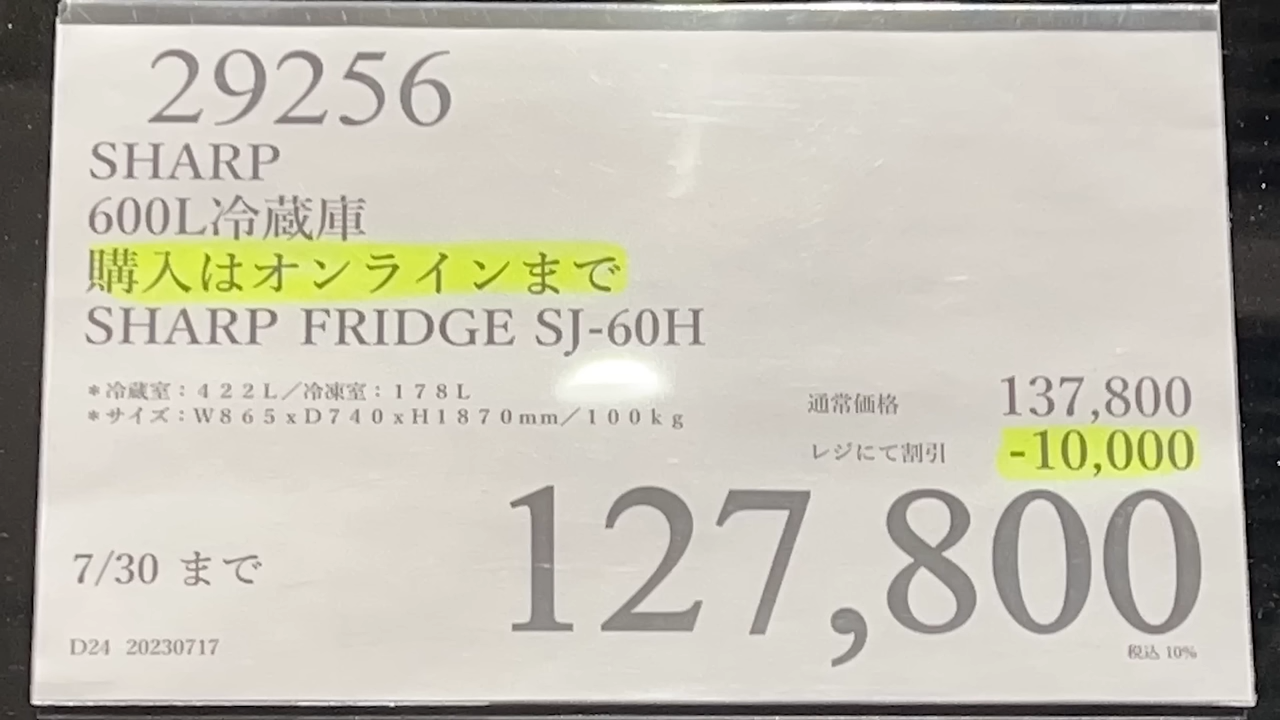 29256
SHARP
600L冷蔵庫
購入はオンラインまで
SHARP FRIDGE SJ-60H
*冷蔵室：４２２Ｌ／冷凍室：１７８Ｌ
*サイズ：Ｗ８６５ｘＤ７４０ｘＨ１８７０mm／１００ｋｇ
通常価格 137,800
レジにて割引 -10,000
127,800
7/30 まで
D24 20230717
税込 10%